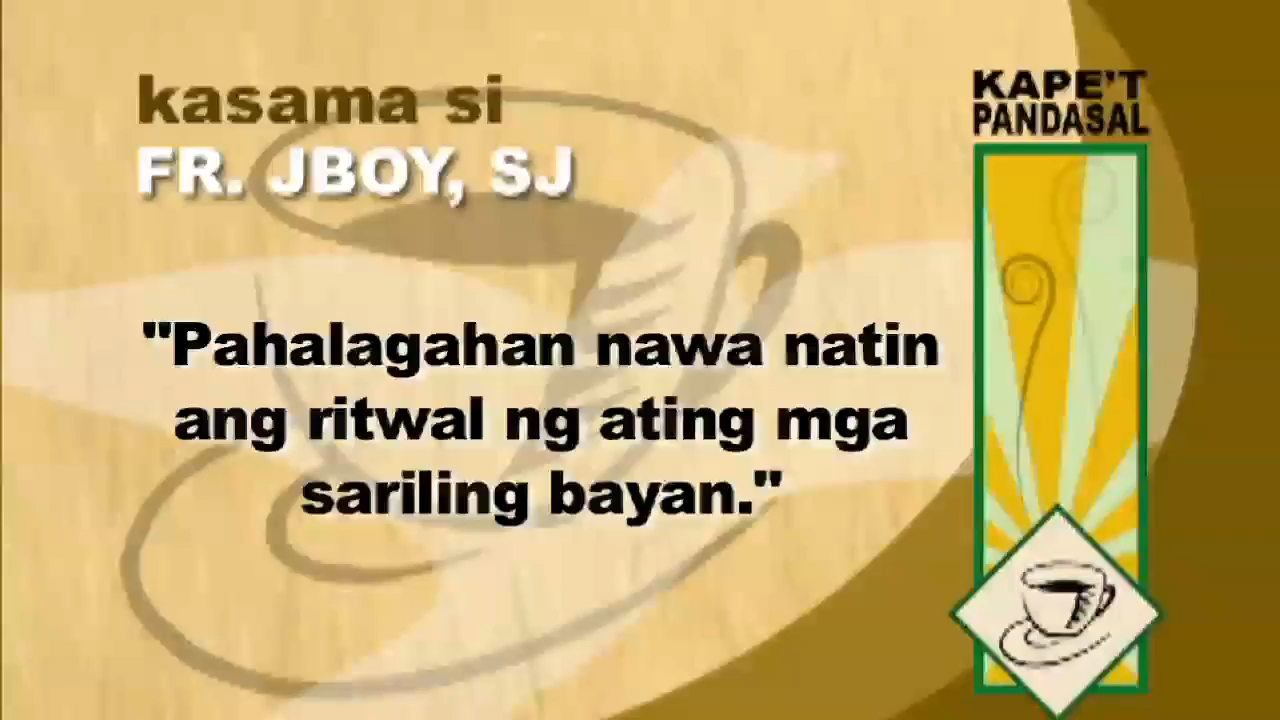 kasama si
FR. JBOY, SJ
KAPE'T
PANDASAL
"Pahalagahan nawa natin
ang ritwal ng ating mga
sariling bayan."